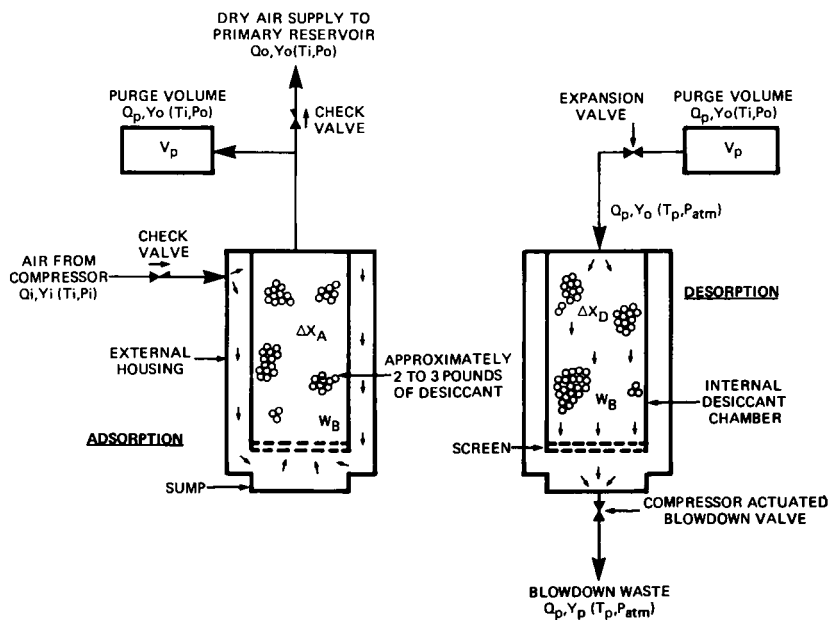 DRY AIR SUPPLY TO
PRIMARY RESERVOIR
Qo,Yo(Ti,Po)
PURGE VOLUME
Qp,Yo (Ti,Po)
Vp
CHECK
VALVE
CHECK
VALVE
AIR FROM
COMPRESSOR
Qi,Yi (Ti,Pi)
EXTERNAL
HOUSING
ΔXA
WB
APPROXIMATELY
2 TO 3 POUNDS
OF DESICCANT
ADSORPTION
SUMP
EXPANSION
VALVE
PURGE VOLUME
Qp,Yo(Ti,Po)
Vp
Qp,Yo (Tp,Patm)
DESORPTION
ΔXD
WB
INTERNAL
DESICCANT
CHAMBER
SCREEN
COMPRESSOR ACTUATED
BLOWDOWN VALVE
BLOWDOWN WASTE
Qp,Yp (Tp,Patm)